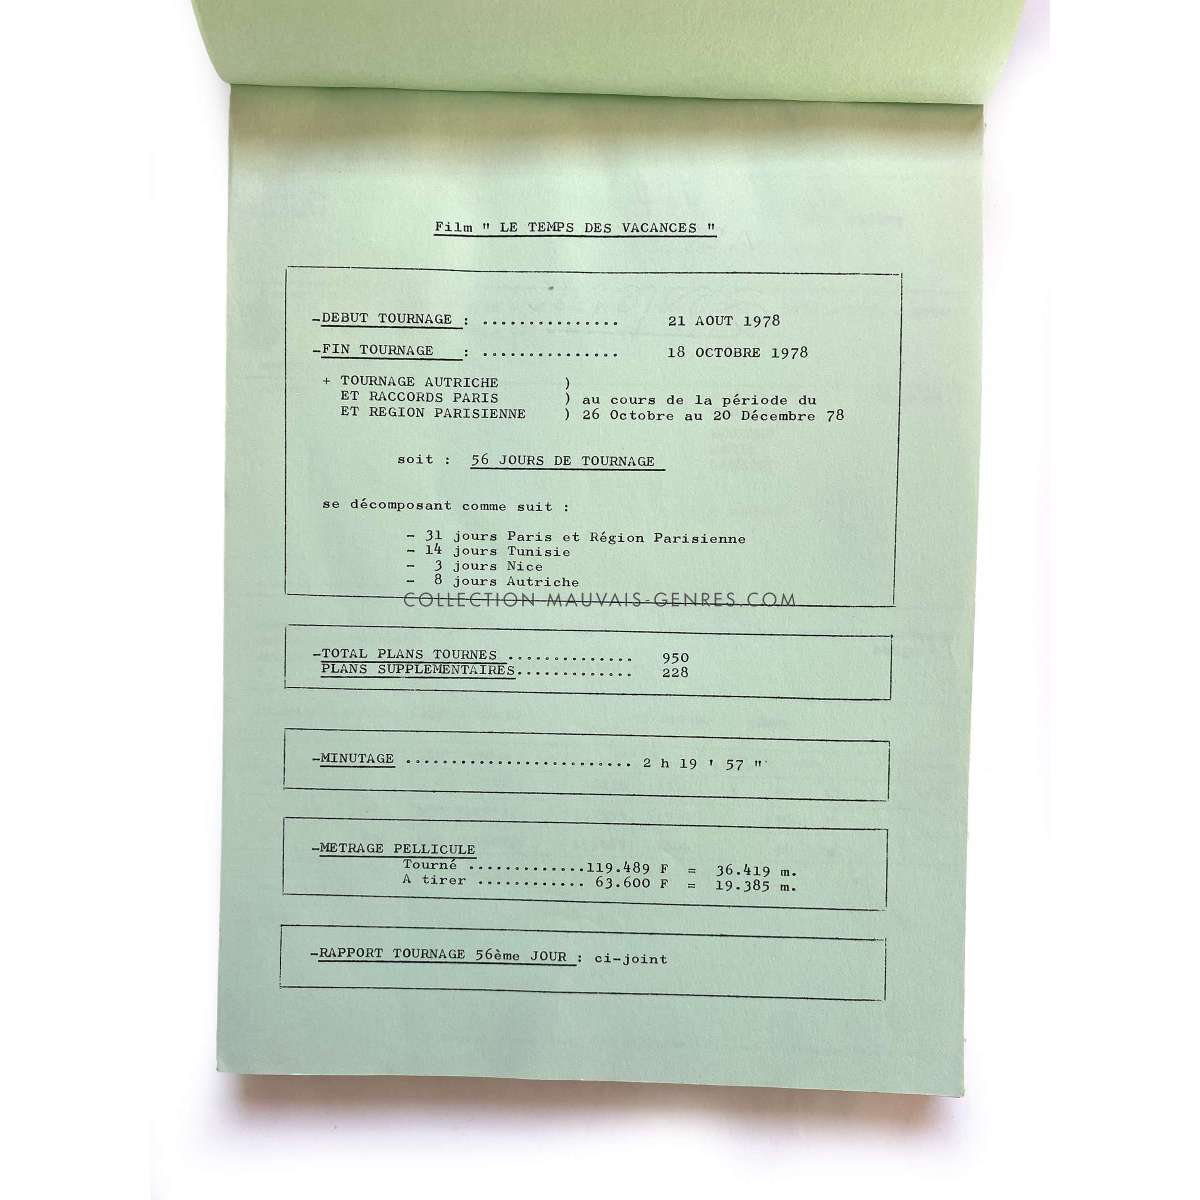 Film " LE TEMPS DES VACANCES "
-DEBUT TOURNAGE : ............... 21 AOUT 1978
-FIN TOURNAGE : ............... 18 OCTOBRE 1978
+ TOURNAGE AUTRICHE )
ET RACCORDS PARIS ) au cours de la période du
ET REGION PARISIENNE ) 26 Octobre au 20 Décembre 78
soit : 56 JOURS DE TOURNAGE
se décomposant comme suit :
- 31 jours Paris et Région Parisienne
- 14 jours Tunisie
- 3 jours Nice
- 8 jours Autriche
COLLECTION MAUVAIS-GENRES.COM
-TOTAL PLANS TOURNES .............. 950
PLANS SUPPLEMENTAIRES............. 228
-MINUTAGE ......................... 2 h 19 ' 57 "
-METRAGE PELLICULE
Tourné .............119.489 F = 36.419 m.
A tirer ............ 63.600 F = 19.385 m.
-RAPPORT TOURNAGE 56ème JOUR : ci-joint